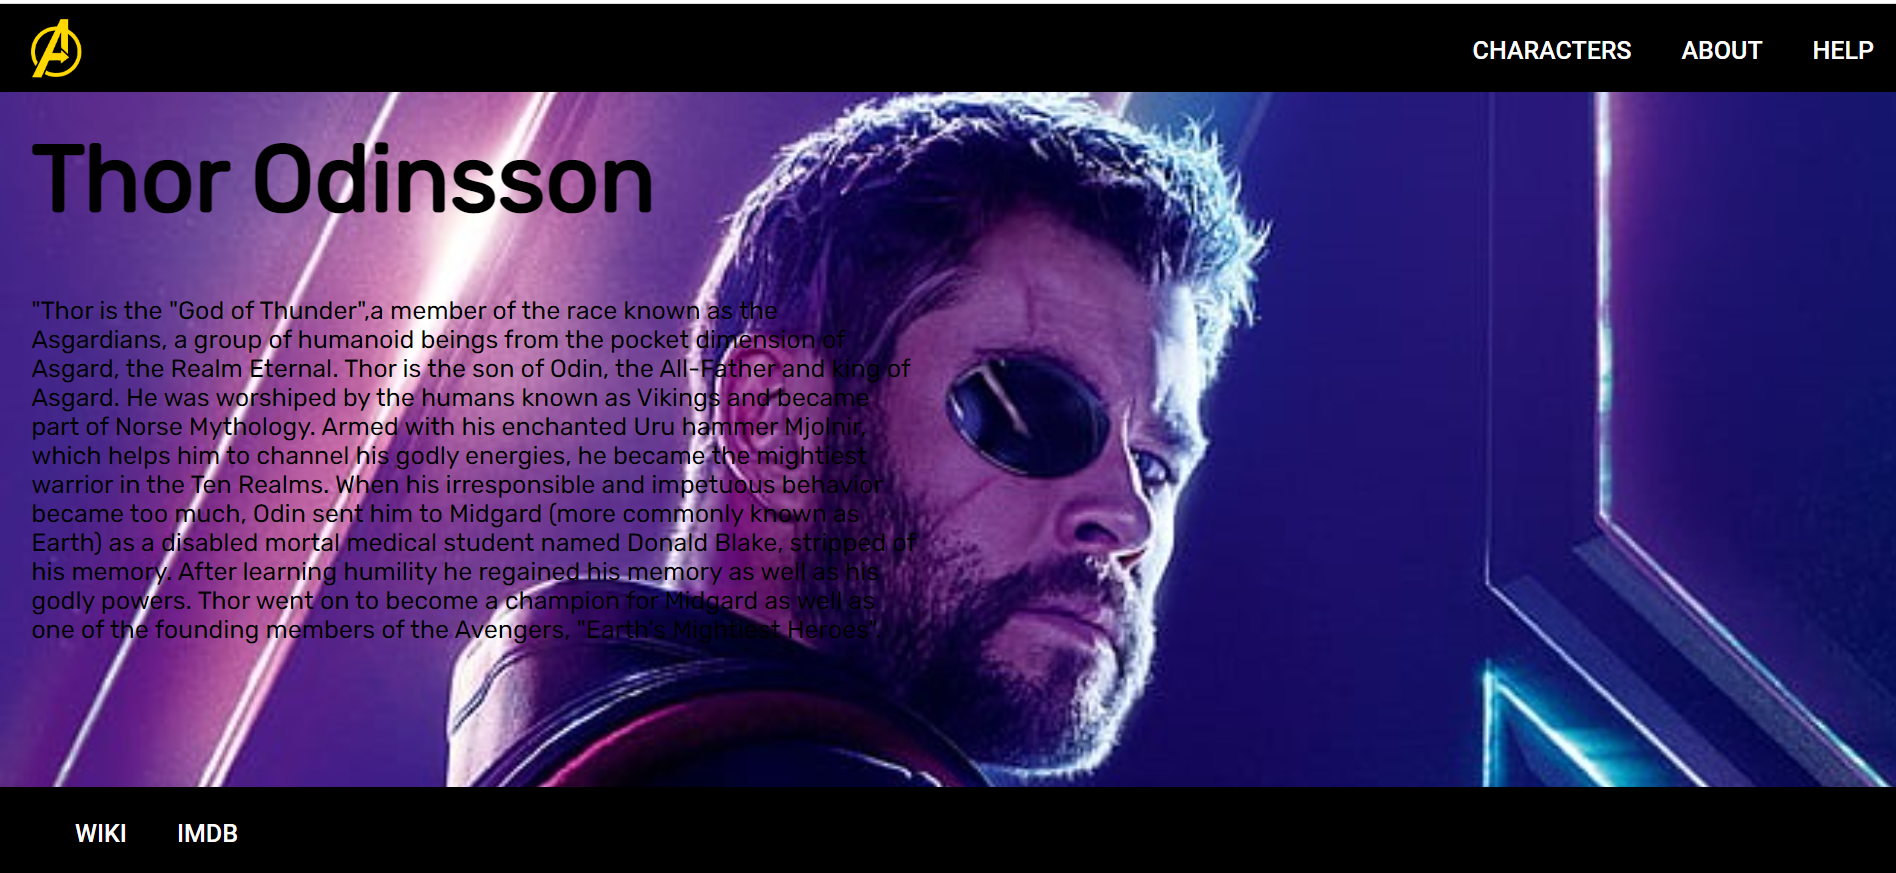 CHARACTERS ABOUT HELP
Thor Odinsson
"Thor is the "God of Thunder",a member of the race known as the
Asgardians, a group of humanoid beings from the pocket dimension of
Asgard, the Realm Eternal. Thor is the son of Odin, the All-Father and king of
Asgard. He was worshiped by the humans known as Vikings and became
part of Norse Mythology. Armed with his enchanted Uru hammer Mjolnir,
which helps him to channel his godly energies, he became the mightiest
warrior in the Ten Realms. When his irresponsible and impetuous behavior
became too much, Odin sent him to Midgard (more commonly known as
Earth) as a disabled mortal medical student named Donald Blake, stripped of
his memory. After learning humility he regained his memory as well as his
godly powers. Thor went on to become a champion for Midgard as well as
one of the founding members of the Avengers, "Earth's Mightiest Heroes".
WIKI IMDB